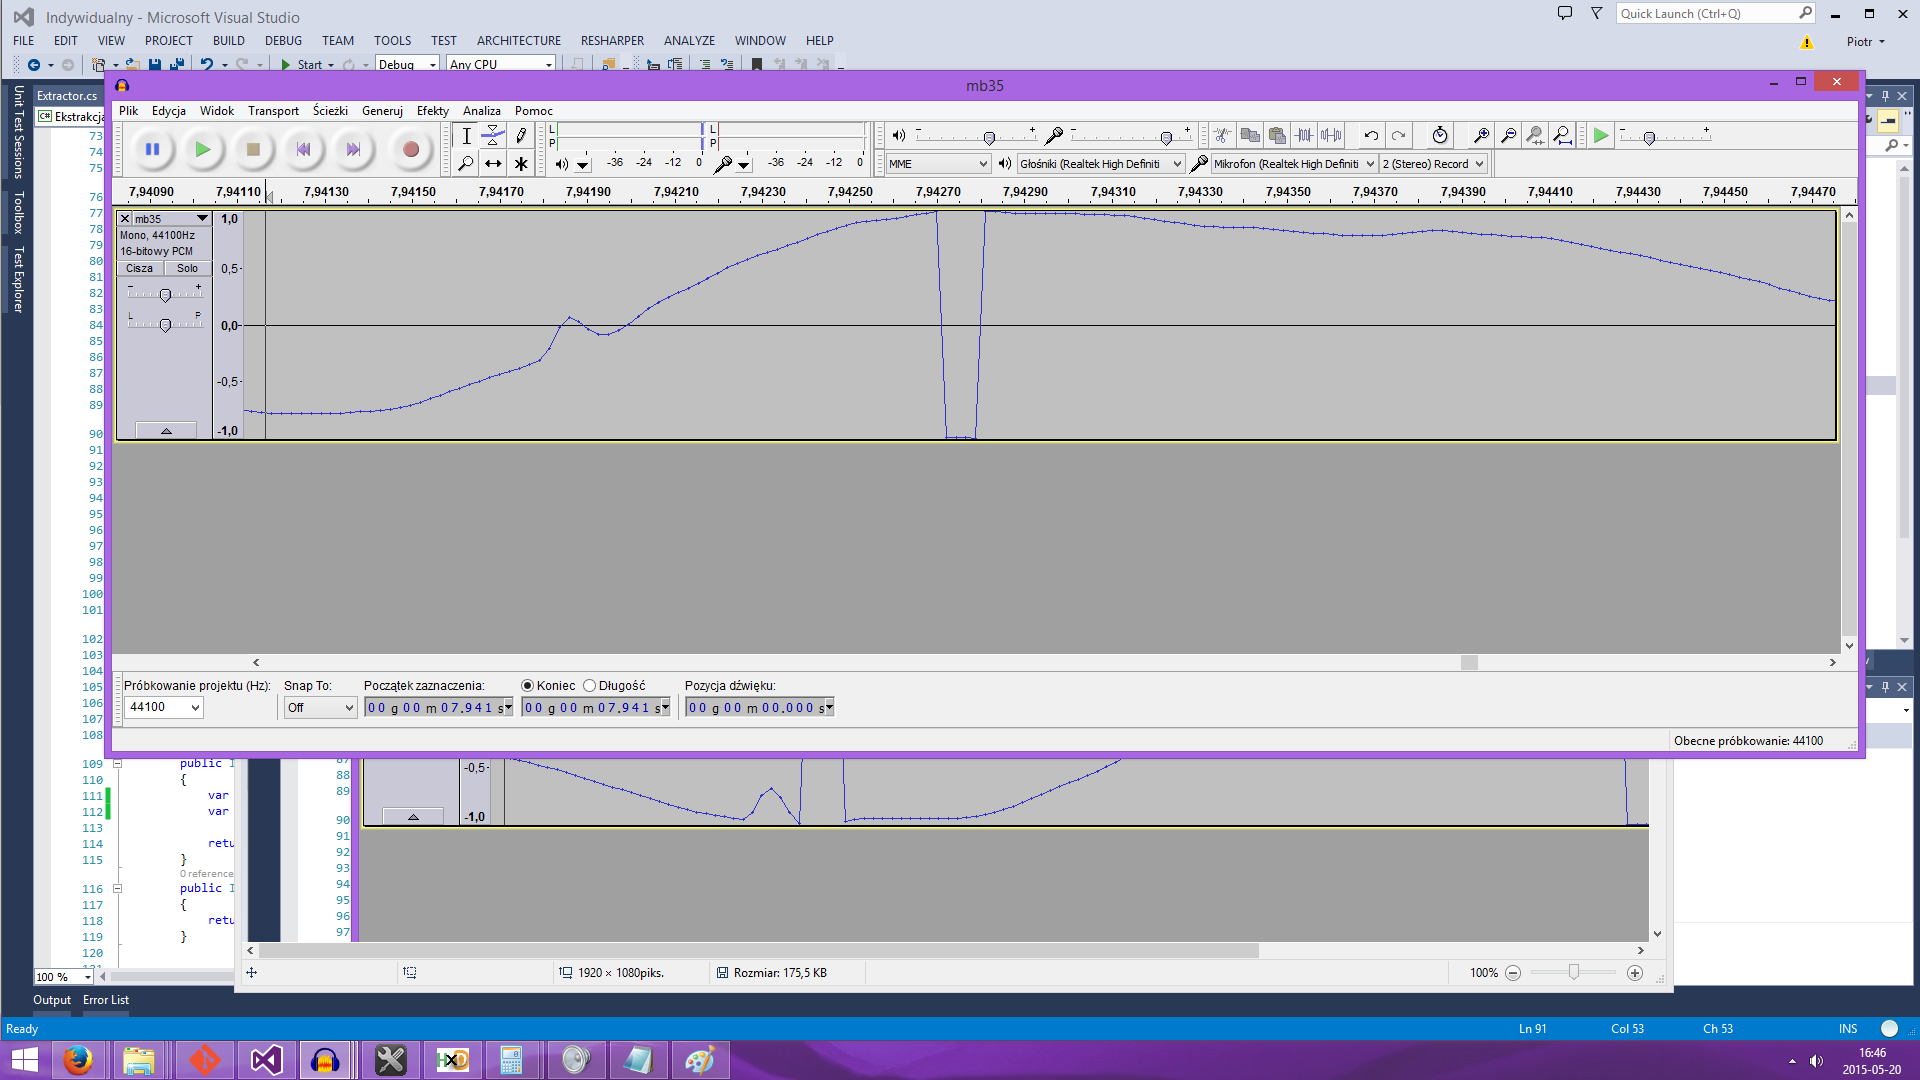 Indywidualny - Microsoft Visual Studio
Quick Launch (Ctrl+Q)
FILE EDIT VIEW PROJECT BUILD DEBUG TEAM TOOLS TEST ARCHITECTURE RESHARPER ANALYZE WINDOW HELP
Piotr
Start Debug Any CPU
mb35
Extractor.cs
Ekstrakcja
Unit Test Sessions
Toolbox
Test Explorer
Plik Edycja Widok Transport Ścieżki Generuj Efekty Analiza Pomoc
L L
P P
-36 -24 -12 0 -36 -24 -12 0
MME Głośniki (Realtek High Definiti Mikrofon (Realtek High Definiti 2 (Stereo) Record
7,94090 7,94110 7,94130 7,94150 7,94170 7,94190 7,94210 7,94230 7,94250 7,94270 7,94290 7,94310 7,94330 7,94350 7,94370 7,94390 7,94410 7,94430 7,94450 7,94470
mb35
Mono, 44100Hz
16-bitowy PCM
Cisza Solo
- +
L P
1,0
0,5
0,0
-0,5
-1,0
73
74
75
76
77
78
79
80
81
82
83
84
85
86
87
88
89
90
91
92
93
94
95
96
97
98
99
100
101
102
103
104
105
106
107
108
Próbkowanie projektu (Hz): Snap To: Początek zaznaczenia: Koniec Długość Pozycja dźwięku:
44100 Off 00 g 00 m 07.941 s 00 g 00 m 07.941 s 00 g 00 m 00.000 s
Obecne próbkowanie: 44100
109 public I
110 {
111 var
112 var
113
114 retu
115 }
0 reference
116 public I
117 {
118 retu
119 }
120
87
88
89
90
91
92
93
94
95
96
97
-0,5
-1,0
1920 × 1080piks. Rozmiar: 175,5 KB 100%
100 %
Output Error List
Ready Ln 91 Col 53 Ch 53 INS
16:46
2015-05-20